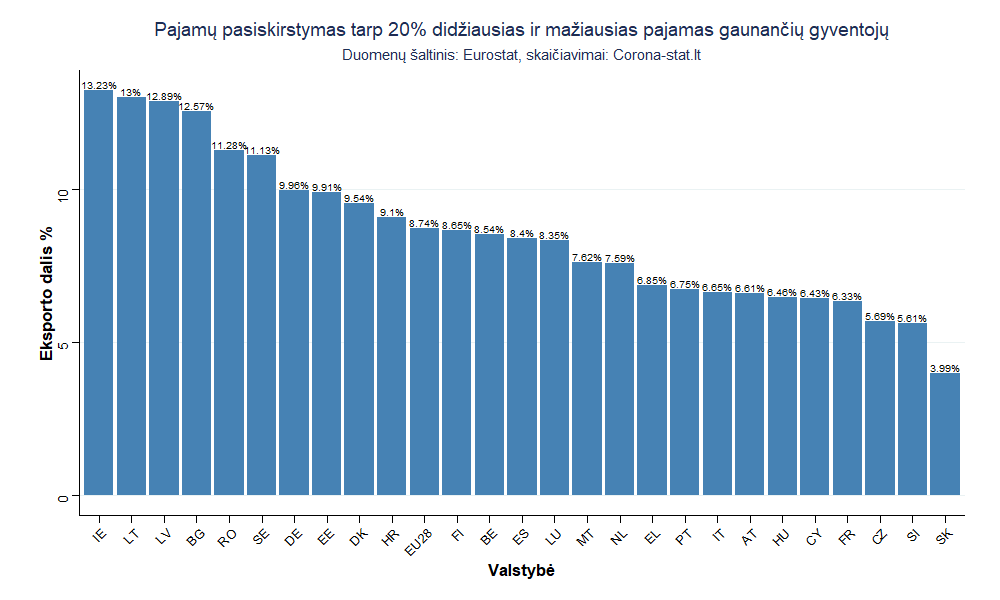 Pajamų pasiskirstymas tarp 20% didžiausias ir mažiausias pajamas gaunančių gyventojų
Duomenų šaltinis: Eurostat, skaičiavimai: Corona-stat.lt
13.23%
13%
12.89%
12.57%
11.28%
11.13%
9.96%
9.91%
9.54%
9.1%
8.74%
8.65%
8.54%
8.4%
8.35%
7.62%
7.59%
6.85%
6.75%
6.65%
6.61%
6.46%
6.43%
6.33%
5.69%
5.61%
3.99%
10
5
0
Eksporto dalis %
IE
LT
LV
BG
RO
SE
DE
EE
DK
HR
EU28
FI
BE
ES
LU
MT
NL
EL
PT
IT
AT
HU
CY
FR
CZ
SI
SK
Valstybė